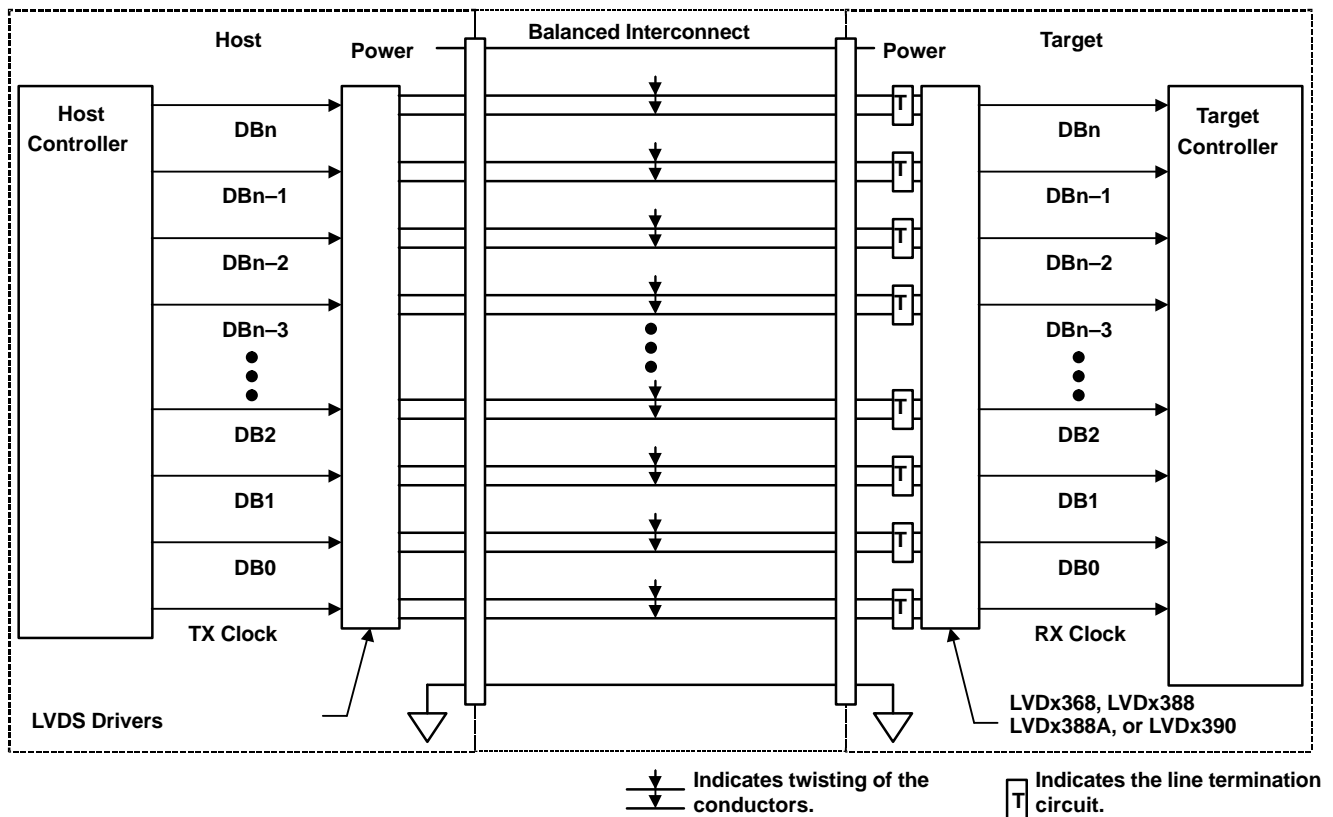 Host
Power
Balanced Interconnect
Power
Target
Host
Controller
Target
Controller
DBn
DBn
DBn–1
DBn–1
DBn–2
DBn–2
DBn–3
DBn–3
DB2
DB2
DB1
DB1
DB0
DB0
TX Clock
RX Clock
T
T
T
T
T
T
T
T
LVDS Drivers
LVDx368, LVDx388
LVDx388A, or LVDx390
Indicates twisting of the
conductors.
T
Indicates the line termination
circuit.